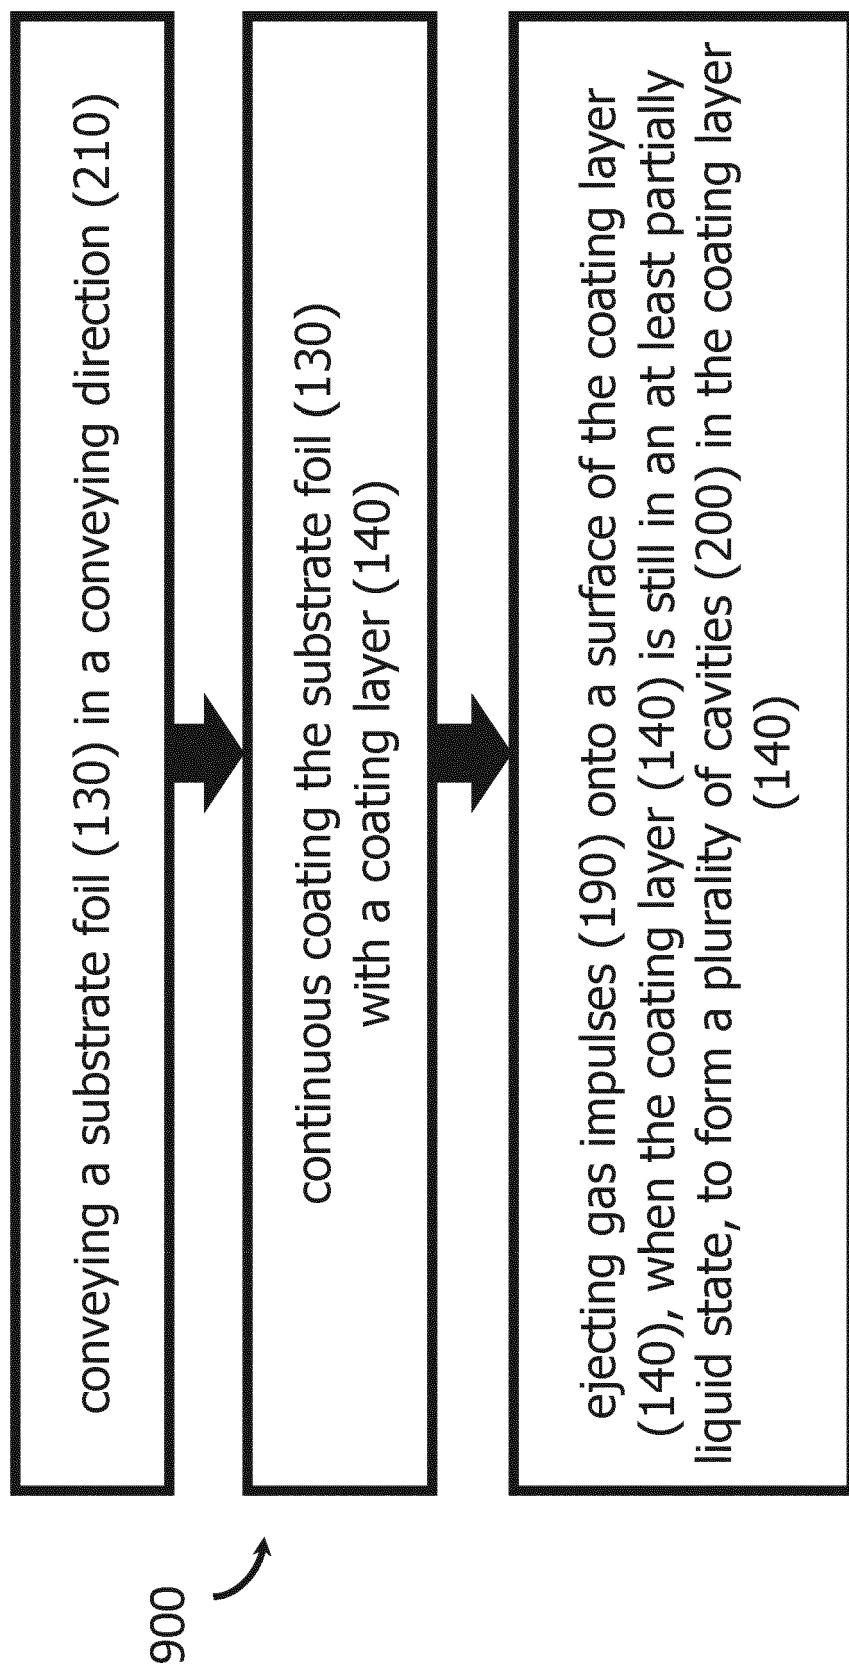 conveying a substrate foil (130) in a conveying direction (210)
continuous coating the substrate foil (130)
with a coating layer (140)
ejecting gas impulses (190) onto a surface of the coating layer
(140), when the coating layer (140) is still in an at least partially
liquid state, to form a plurality of cavities (200) in the coating layer
(140)
900